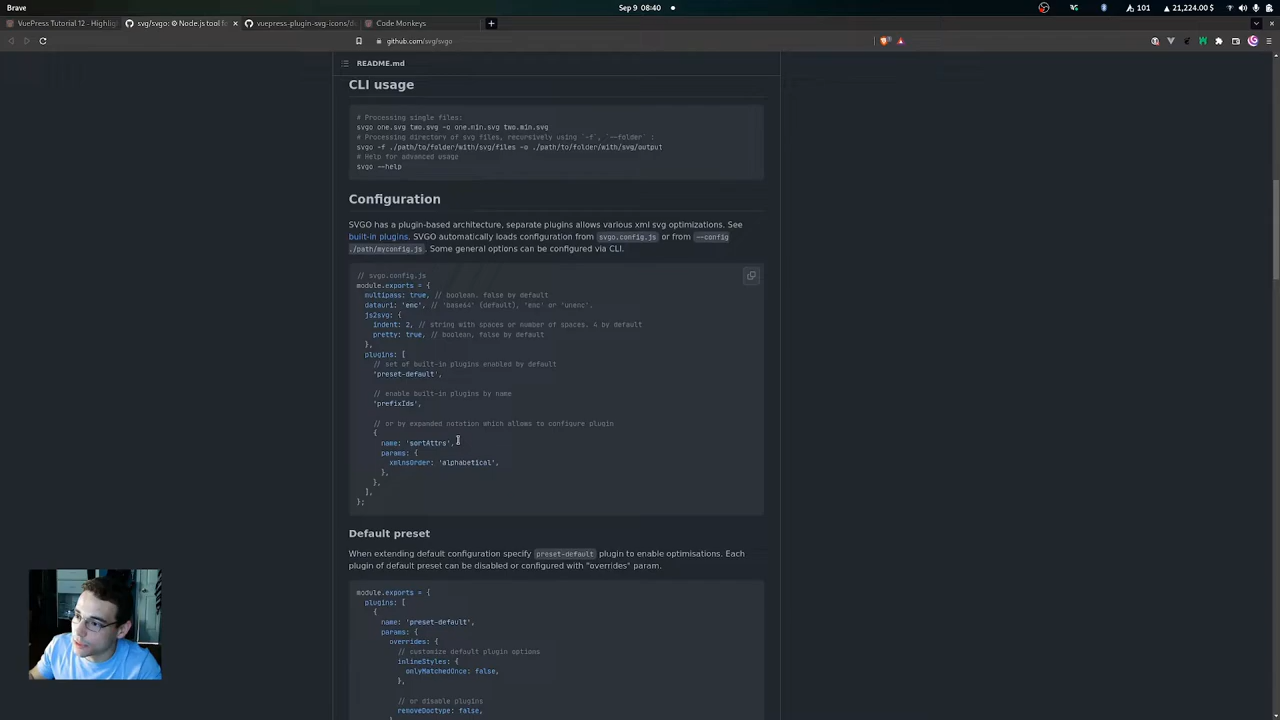 Brave
Sep 9 08:40
101
21,224.00 $
VuePress Tutorial 12 - Highlig
svg/svgo: ⚙ Node.js tool f
vuepress-plugin-svg-icons/d
Code Monkeys
github.com/svg/svgo
README.md
CLI usage
# Processing single files:
svgo one.svg two.svg -o one.min.svg two.min.svg
# Processing directory of svg files, recursively using `-f`, `--folder` :
svgo -f ./path/to/folder/with/svg/files -o ./path/to/folder/with/svg/output
# Help for advanced usage
svgo --help
Configuration
SVGO has a plugin-based architecture, separate plugins allows various xml svg optimizations. See
built-in plugins. SVGO automatically loads configuration from svgo.config.js or from --config
./path/myconfig.js. Some general options can be configured via CLI.
// svgo.config.js
module.exports = {
multipass: true, // boolean. false by default
datauri: 'enc', // 'base64' (default), 'enc' or 'unenc'.
js2svg: {
indent: 2, // string with spaces or number of spaces. 4 by default
pretty: true, // boolean, false by default
},
plugins: [
// set of built-in plugins enabled by default
'preset-default',
// enable built-in plugins by name
'prefixIds',
// or by expanded notation which allows to configure plugin
{
name: 'sortAttrs',
params: {
xmlnsOrder: 'alphabetical',
},
},
],
};
Default preset
When extending default configuration specify preset-default plugin to enable optimisations. Each
plugin of default preset can be disabled or configured with "overrides" param.
module.exports = {
plugins: [
{
name: 'preset-default',
params: {
overrides: {
// customize default plugin options
inlineStyles: {
onlyMatchedOnce: false,
},
// or disable plugins
removeDoctype: false,
},